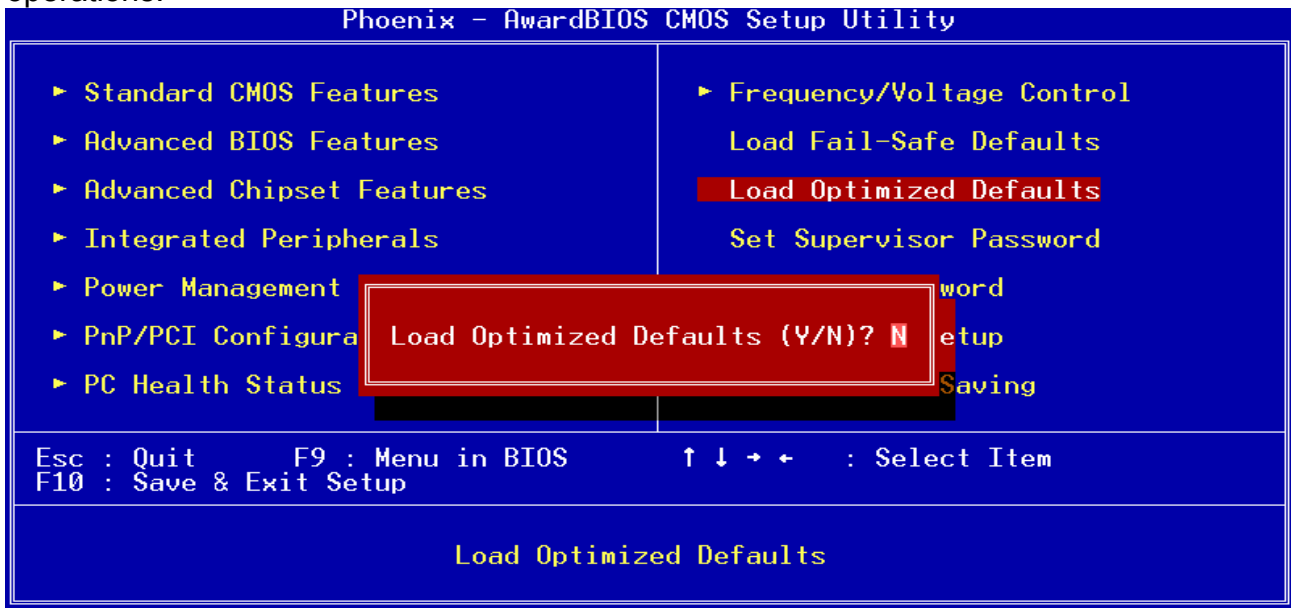 operations.
Phoenix - AwardBIOS CMOS Setup Utility
► Standard CMOS Features
► Advanced BIOS Features
► Advanced Chipset Features
► Integrated Peripherals
► Power Management
► PnP/PCI Configura
► PC Health Status
► Frequency/Voltage Control
Load Fail-Safe Defaults
Load Optimized Defaults
Set Supervisor Password
word
etup
Saving
Load Optimized Defaults (Y/N)? N
Esc : Quit F9 : Menu in BIOS ↑ ↓ → ← : Select Item
F10 : Save & Exit Setup
Load Optimized Defaults